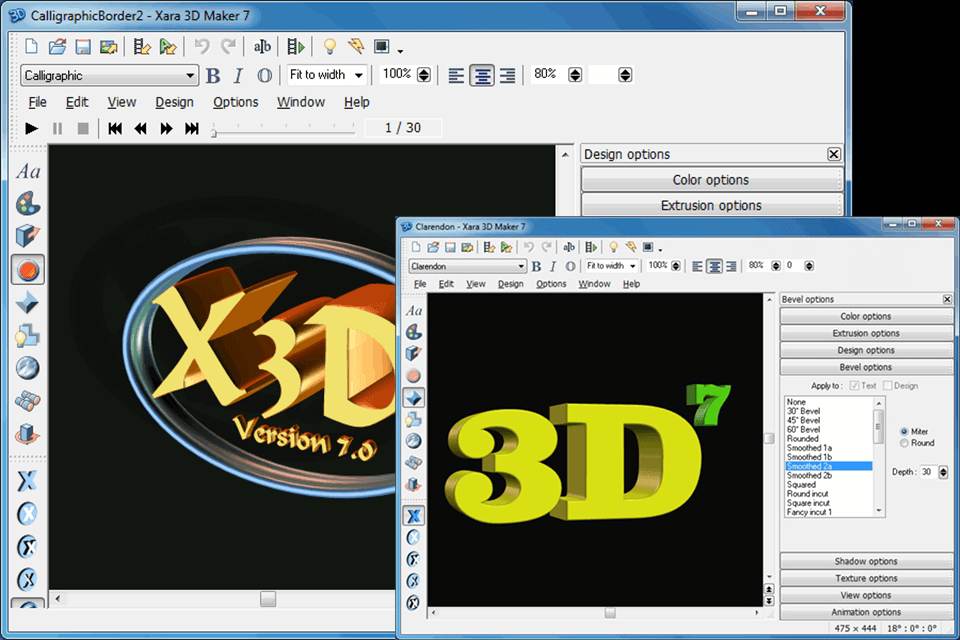 CalligraphicBorder2 - Xara 3D Maker 7
a|b
Calligraphic B I O Fit to width 100% 80%
File Edit View Design Options Window Help
1 / 30
Aa
Design options
Color options
Extrusion options
X3D
Version 7.0
Clarendon - Xara 3D Maker 7
a|b
Clarendon B I O Fit to width 100% 80% 0
File Edit View Design Options Window Help
Aa
3D7
Bevel options
Color options
Extrusion options
Design options
Bevel options
Apply to : Text Design
None
30° Bevel
45° Bevel
60° Bevel
Rounded
Smoothed 1a
Smoothed 1b
Smoothed 2a
Smoothed 2b
Squared
Round incut
Square incut
Fancy incut 1
Miter
Round
Depth : 30
Shadow options
Texture options
View options
Animation options
475 × 444 18° : 0° : 0°